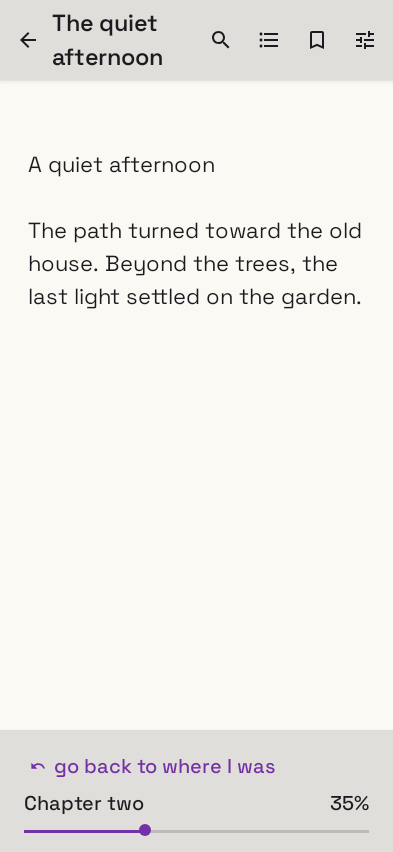 The quiet
afternoon
A quiet afternoon
The path turned toward the old
house. Beyond the trees, the
last light settled on the garden.
go back to where I was
Chapter two 35%